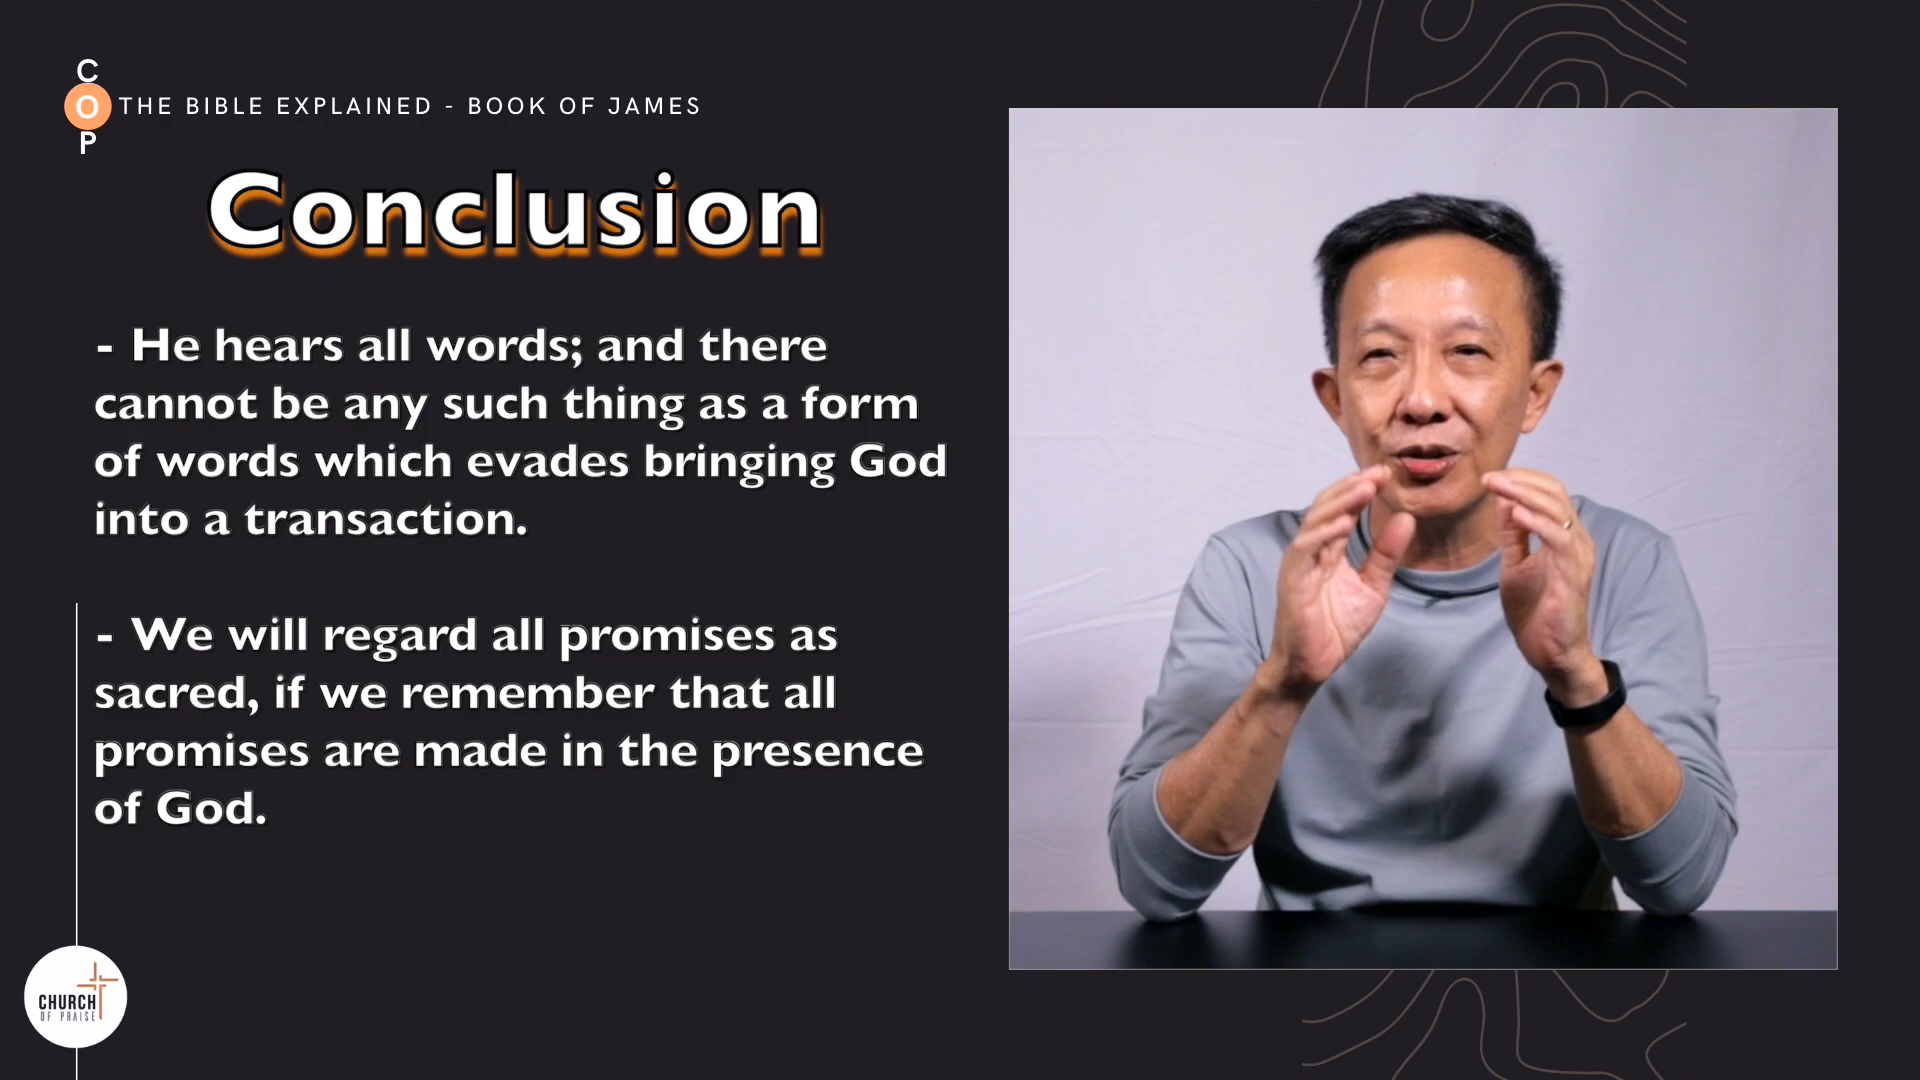 C
O
P
THE BIBLE EXPLAINED - BOOK OF JAMES
Conclusion
- He hears all words; and there
cannot be any such thing as a form
of words which evades bringing God
into a transaction.
- We will regard all promises as
sacred, if we remember that all
promises are made in the presence
of God.
CHURCH
OF PRAISE